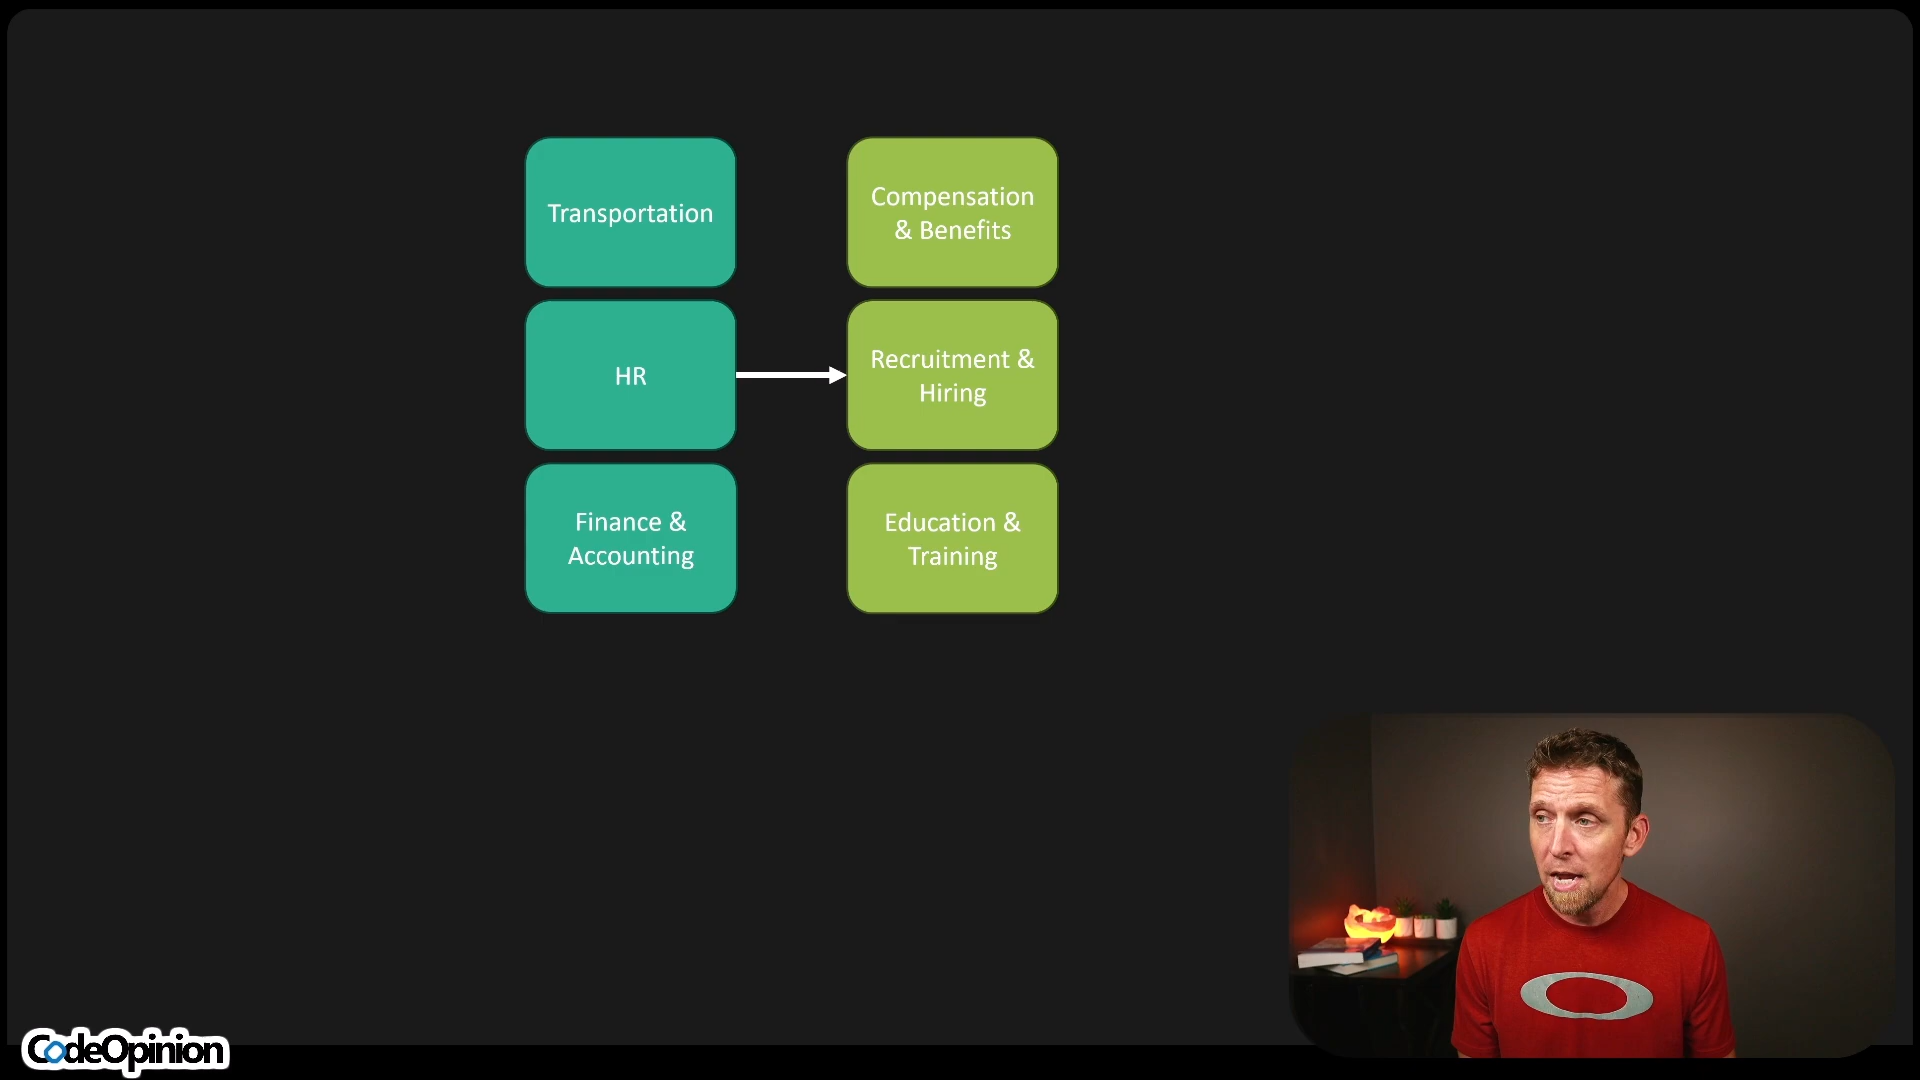 Transportation
Compensation
& Benefits
HR
Recruitment &
Hiring
Finance &
Accounting
Education &
Training
CodeOpinion